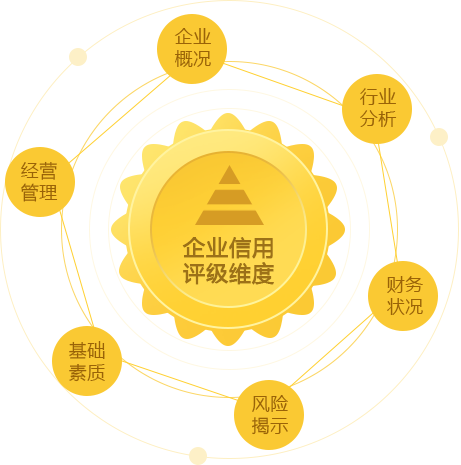 企业
概况
行业
分析
经营
管理
企业信用
评级维度
财务
状况
基础
素质
风险
揭示